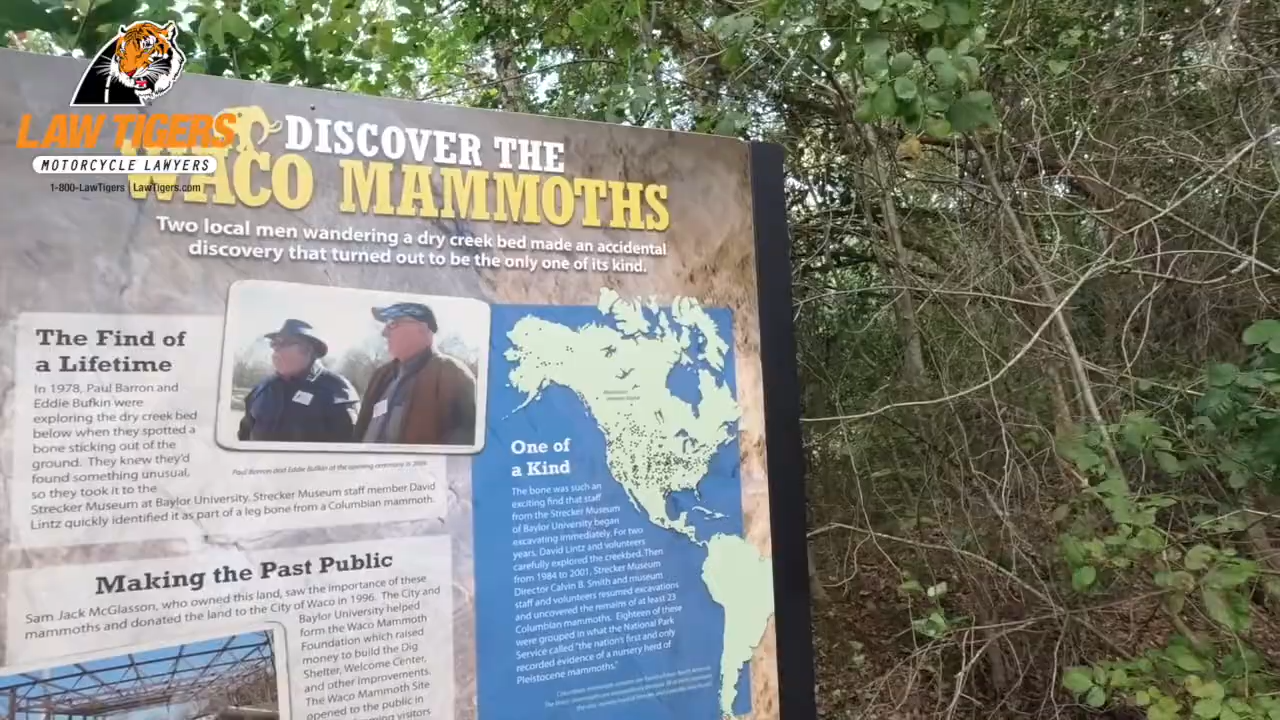 LAW TIGERS
MOTORCYCLE LAWYERS
1-800-LawTigers | LawTigers.com
DISCOVER THE
WACO MAMMOTHS
Two local men wandering a dry creek bed made an accidental
discovery that turned out to be the only one of its kind.
The Find of
a Lifetime
In 1978, Paul Barron and
Eddie Bufkin were
exploring the dry creek bed
below when they spotted a
bone sticking out of the
ground. They knew they'd
found something unusual,
so they took it to the
Strecker Museum at Baylor University. Strecker Museum staff member David
Lintz quickly identified it as part of a leg bone from a Columbian mammoth.
Paul Barron and Eddie Bufkin at the opening ceremony in 2009.
Making the Past Public
Sam Jack McGlasson, who owned this land, saw the importance of these
mammoths and donated the land to the City of Waco in 1996. The City and
Baylor University helped
form the Waco Mammoth
Foundation which raised
money to build the Dig
Shelter, Welcome Center,
and other improvements.
The Waco Mammoth Site
opened to the public in
visitors
One of
a Kind
The bone was such an
exciting find that staff
from the Strecker Museum
of Baylor University began
excavating immediately. For two
years, David Lintz and volunteers
carefully explored the creekbed. Then
from 1984 to 2001, Strecker Museum
Director Calvin B. Smith and museum
staff and volunteers resumed excavations
and uncovered the remains of at least 23
Columbian mammoths. Eighteen of these
were grouped in what the National Park
Service called "the nation's first and only
recorded evidence of a nursery herd of
Pleistocene mammoths."